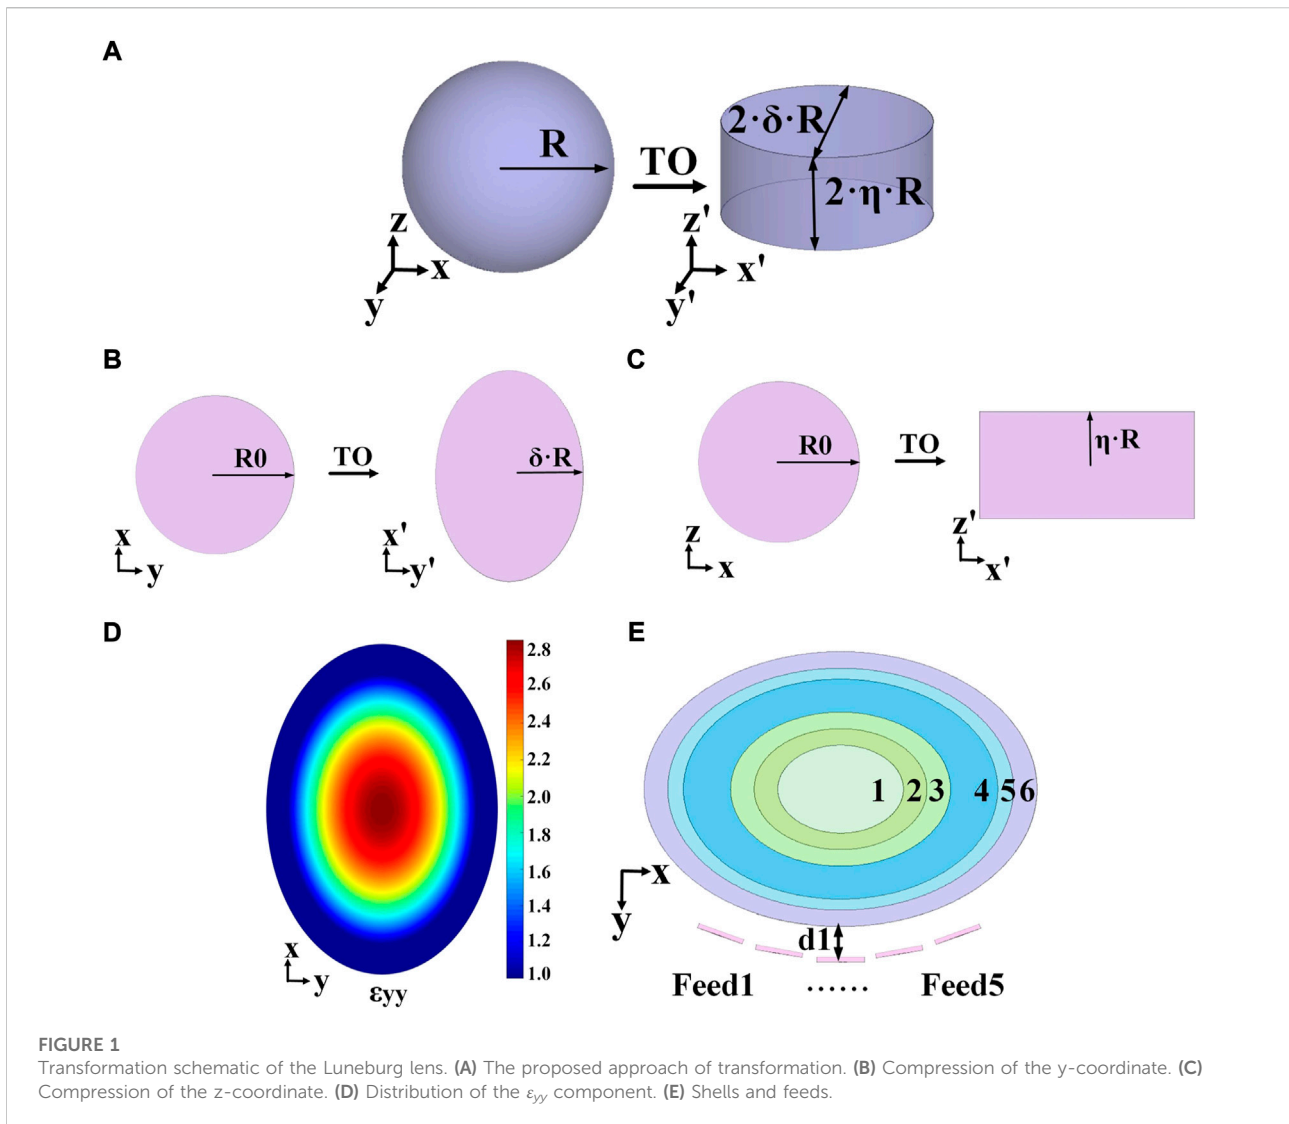 A
R
TO
2·δ·R
2·η·R
z
x
y
z'
x'
y'
B
R0
TO
δ·R
x
y
x'
y'
C
R0
TO
η·R
z
x
z'
x'
D
2.8
2.6
2.4
2.2
2.0
1.8
1.6
1.4
1.2
1.0
x
y
εyy
E
1 2 3 4 5 6
x
y
d1
Feed1 ...... Feed5
FIGURE 1
Transformation schematic of the Luneburg lens. (A) The proposed approach of transformation. (B) Compression of the y-coordinate. (C)
Compression of the z-coordinate. (D) Distribution of the εyy component. (E) Shells and feeds.